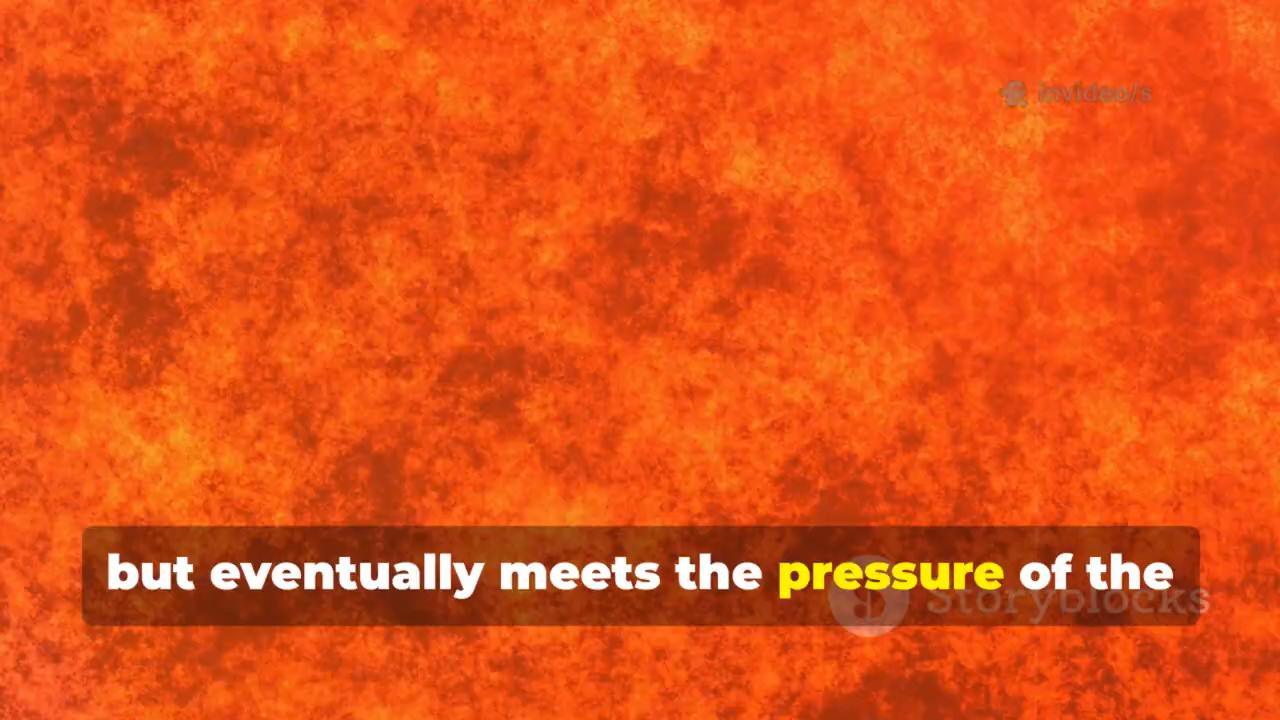 invideo/s
but eventually meets the pressure of the
Storyblocks